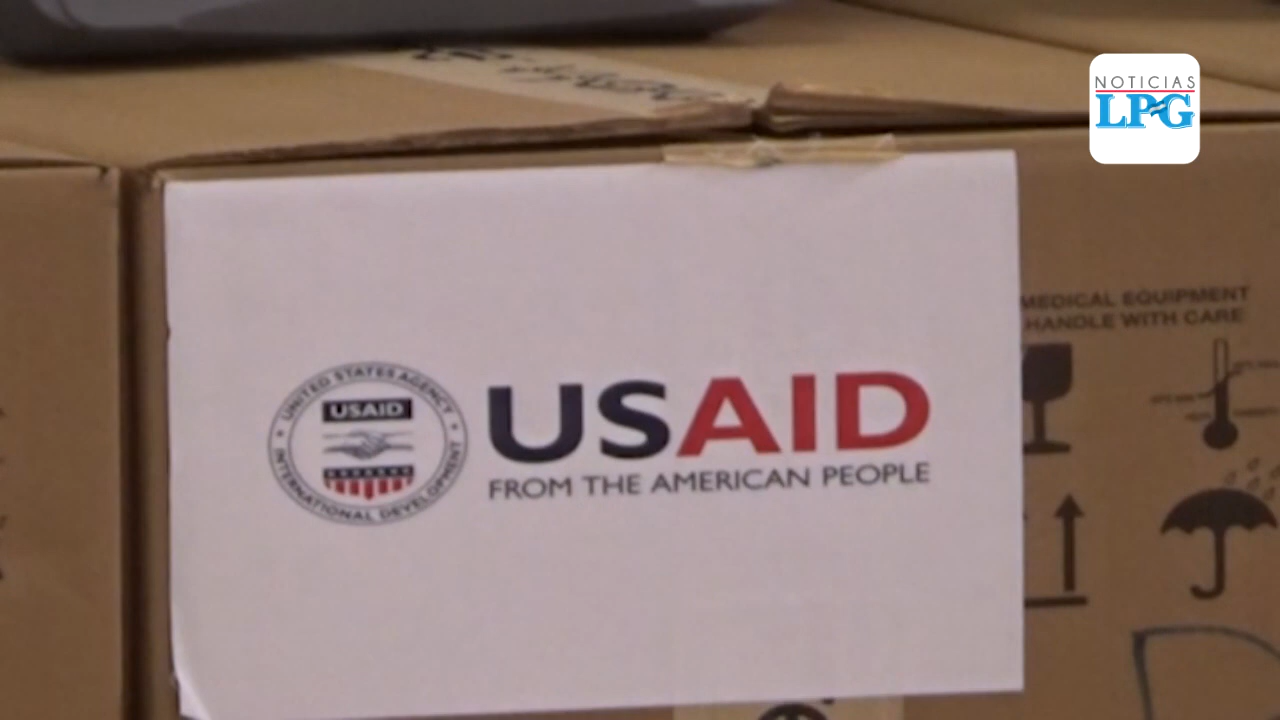 NOTICIAS
LPG
MEDICAL EQUIPMENT
HANDLE WITH CARE
UNITED STATES AGENCY
USAID
INTERNATIONAL DEVELOPMENT
USAID
FROM THE AMERICAN PEOPLE